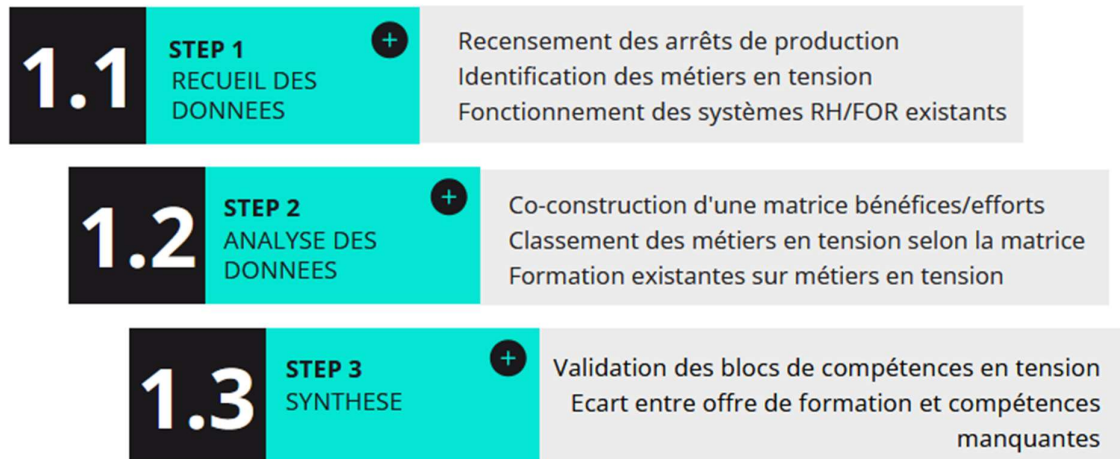 1.1
STEP 1
RECUEIL DES
DONNEES
+
Recensement des arrêts de production
Identification des métiers en tension
Fonctionnement des systèmes RH/FOR existants
1.2
STEP 2
ANALYSE DES
DONNEES
+
Co-construction d'une matrice bénéfices/efforts
Classement des métiers en tension selon la matrice
Formation existantes sur métiers en tension
1.3
STEP 3
SYNTHESE
+
Validation des blocs de compétences en tension
Ecart entre offre de formation et compétences
manquantes